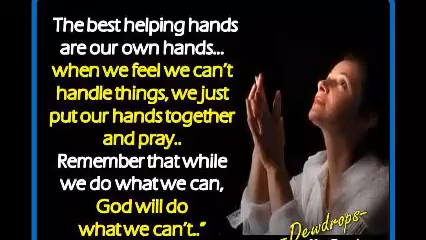 The best helping hands
are our own hands...
when we feel we can't
handle things, we just
put our hands together
and pray..
Remember that while
we do what we can,
God will do
what we can't.."
Dewdrops-